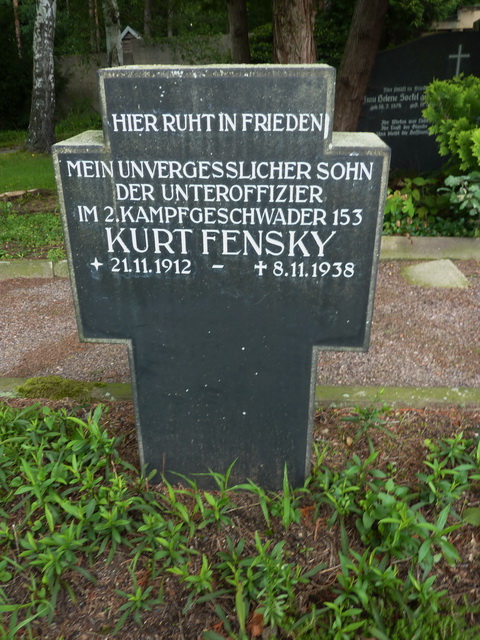 HIER RUHT IN FRIEDEN
MEIN UNVERGESSLICHER SOHN
DER UNTEROFFIZIER
IM 2. KAMPFGESCHWADER 153
KURT FENSKY
21.11.1912 – † 8.11.1938
Helene